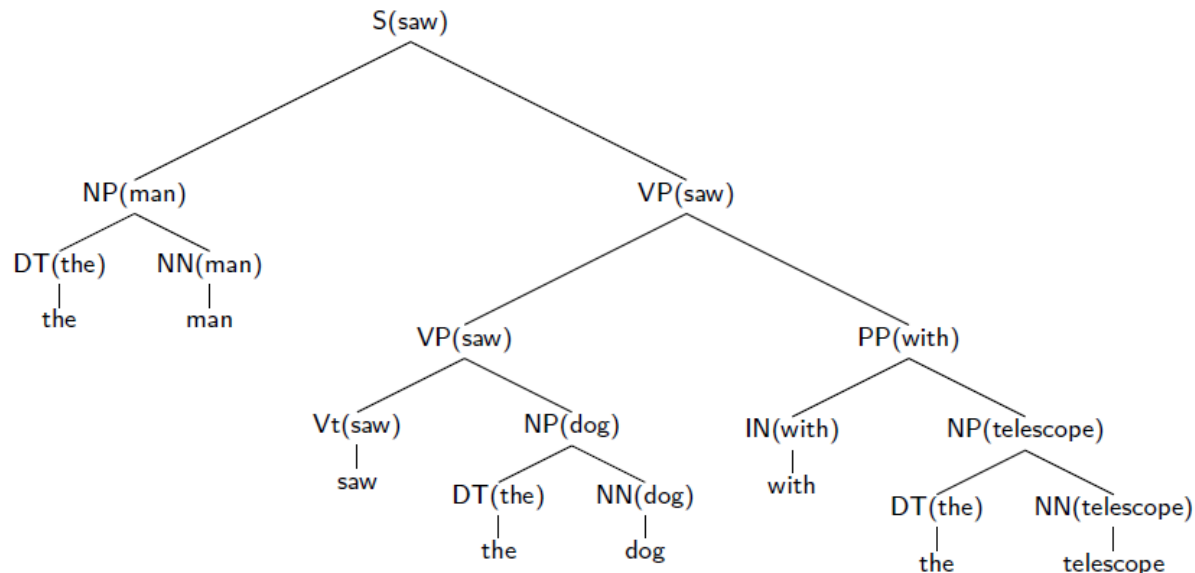 S(saw)
NP(man) VP(saw)
DT(the) NN(man)
the man
VP(saw) PP(with)
Vt(saw) NP(dog) IN(with) NP(telescope)
saw with
DT(the) NN(dog) DT(the) NN(telescope)
the dog the telescope